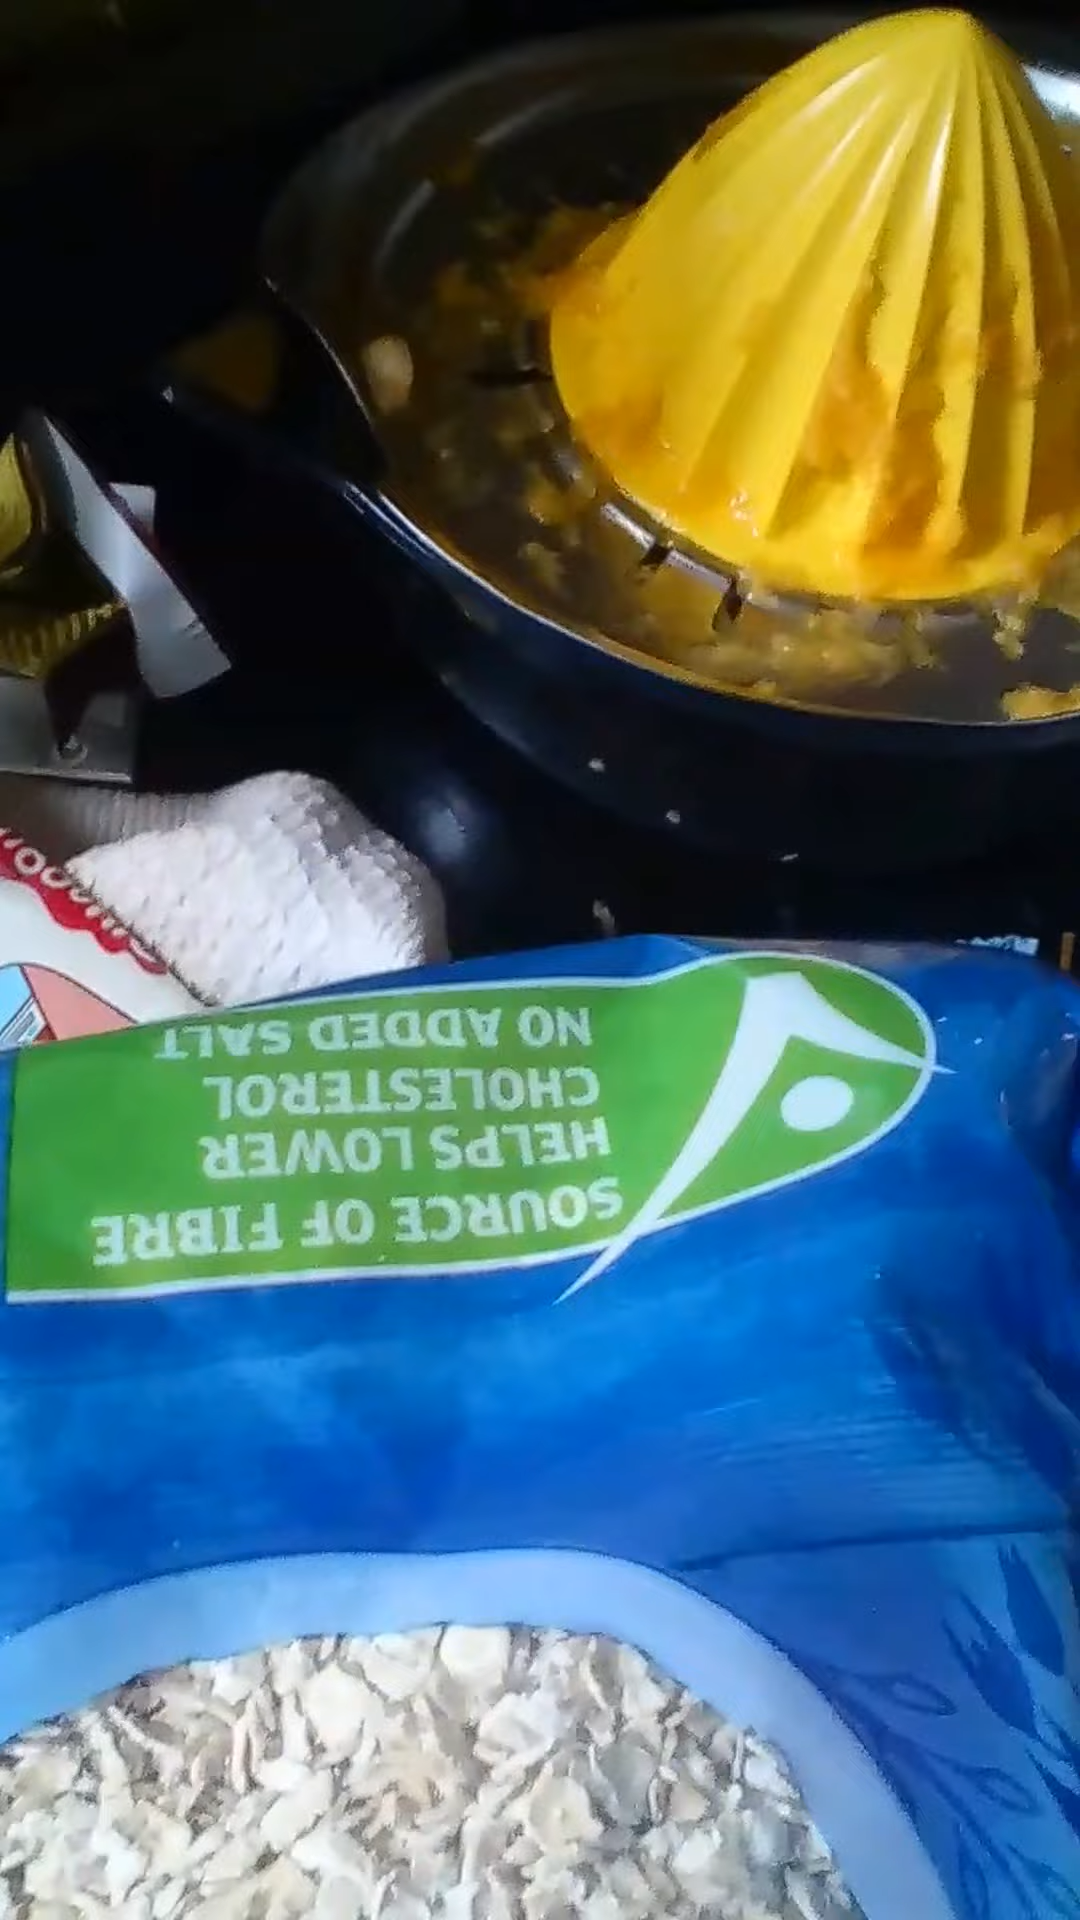 SOURCE OF FIBRE
HELPS LOWER
CHOLESTEROL
NO ADDED SALT